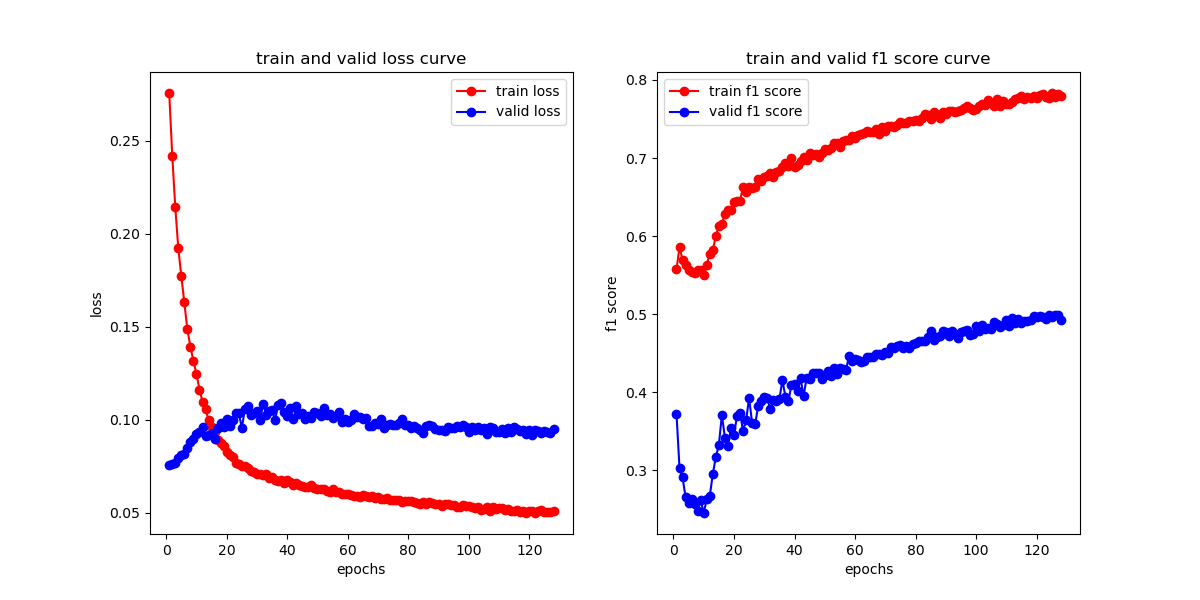 train and valid loss curve
train loss
valid loss
0.25
0.20
0.15
0.10
0.05
loss
0
20
40
60
80
100
120
epochs
train and valid f1 score curve
train f1 score
valid f1 score
0.8
0.7
0.6
0.5
0.4
0.3
f1 score
0
20
40
60
80
100
120
epochs